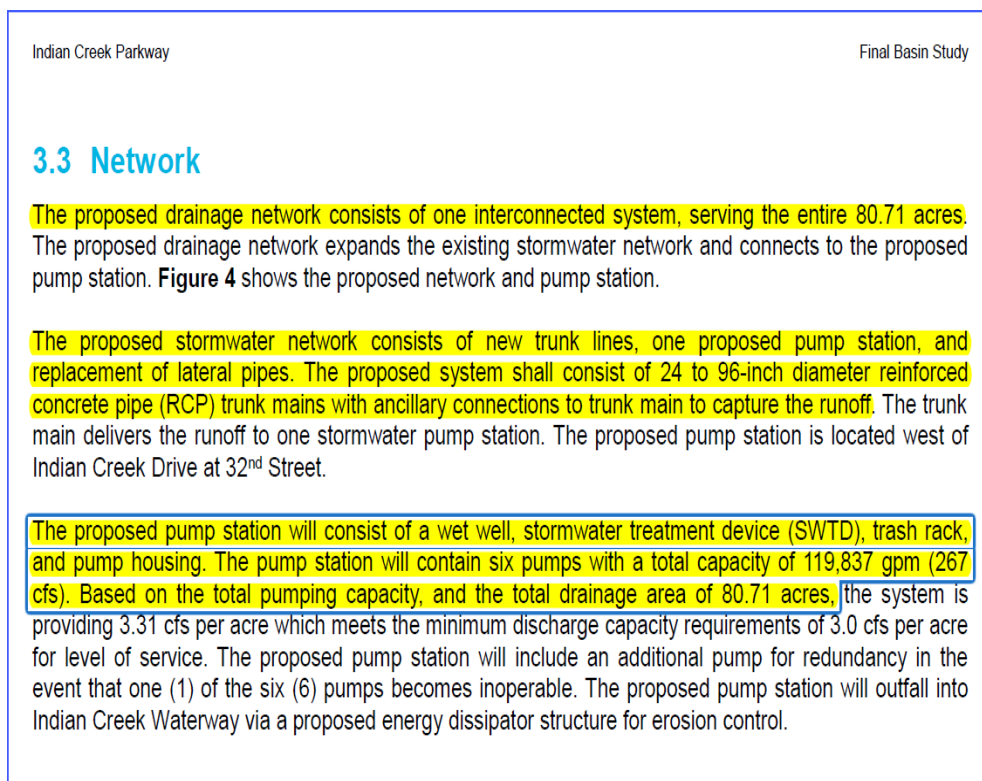 Indian Creek Parkway
Final Basin Study
3.3 Network
The proposed drainage network consists of one interconnected system, serving the entire 80.71 acres.
The proposed drainage network expands the existing stormwater network and connects to the proposed
pump station. Figure 4 shows the proposed network and pump station.
The proposed stormwater network consists of new trunk lines, one proposed pump station, and
replacement of lateral pipes. The proposed system shall consist of 24 to 96-inch diameter reinforced
concrete pipe (RCP) trunk mains with ancillary connections to trunk main to capture the runoff. The trunk
main delivers the runoff to one stormwater pump station. The proposed pump station is located west of
Indian Creek Drive at 32nd Street.
The proposed pump station will consist of a wet well, stormwater treatment device (SWTD), trash rack,
and pump housing. The pump station will contain six pumps with a total capacity of 119,837 gpm (267
cfs). Based on the total pumping capacity, and the total drainage area of 80.71 acres, the system is
providing 3.31 cfs per acre which meets the minimum discharge capacity requirements of 3.0 cfs per acre
for level of service. The proposed pump station will include an additional pump for redundancy in the
event that one (1) of the six (6) pumps becomes inoperable. The proposed pump station will outfall into
Indian Creek Waterway via a proposed energy dissipator structure for erosion control.